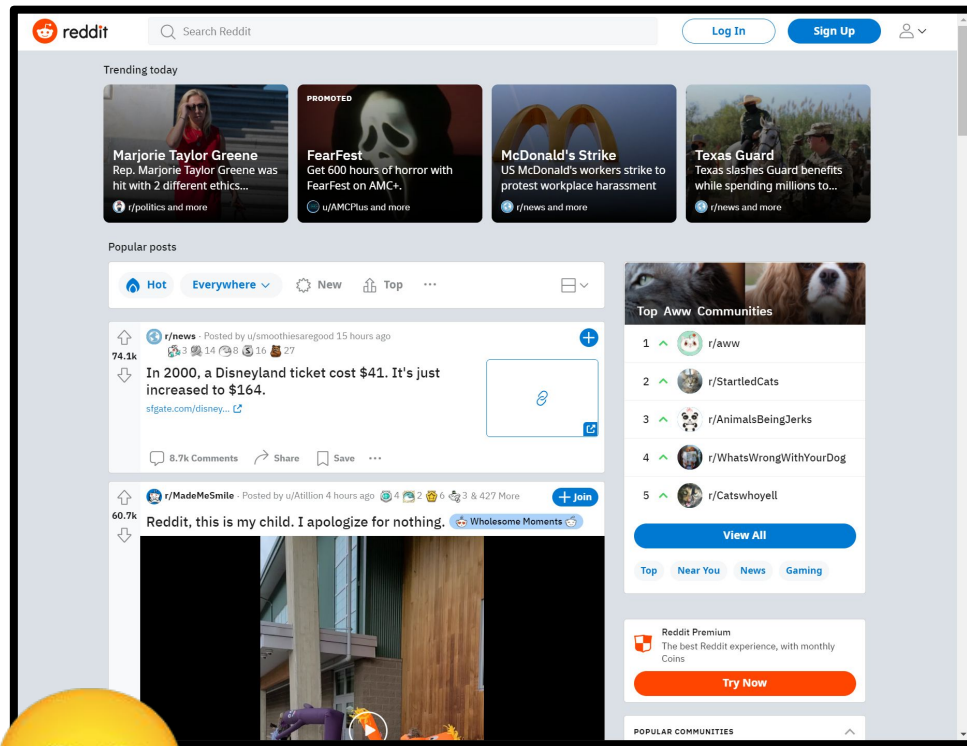 reddit
Search Reddit
Log In
Sign Up
Trending today
Marjorie Taylor Greene
Rep. Marjorie Taylor Greene was
hit with 2 different ethics...
r/politics and more
PROMOTED
FearFest
Get 600 hours of horror with
FearFest on AMC+.
u/AMCPlus and more
McDonald's Strike
US McDonald's workers strike to
protest workplace harassment
r/news and more
Texas Guard
Texas slashes Guard benefits
while spending millions to...
r/news and more
Popular posts
Hot
Everywhere
New
Top
...
74.1k
r/news · Posted by u/smoothiesaregood 15 hours ago
3 14 8 16 27
In 2000, a Disneyland ticket cost $41. It's just
increased to $164.
sfgate.com/disney...
8.7k Comments
Share
Save
...
60.7k
r/MadeMeSmile · Posted by u/Atillion 4 hours ago 4 2 6 3 & 427 More
Join
Reddit, this is my child. I apologize for nothing.
Wholesome Moments
Top Aww Communities
1 r/aww
2 r/StartledCats
3 r/AnimalsBeingJerks
4 r/WhatsWrongWithYourDog
5 r/Catswhoyell
View All
Top
Near You
News
Gaming
Reddit Premium
The best Reddit experience, with monthly
Coins
Try Now
POPULAR COMMUNITIES